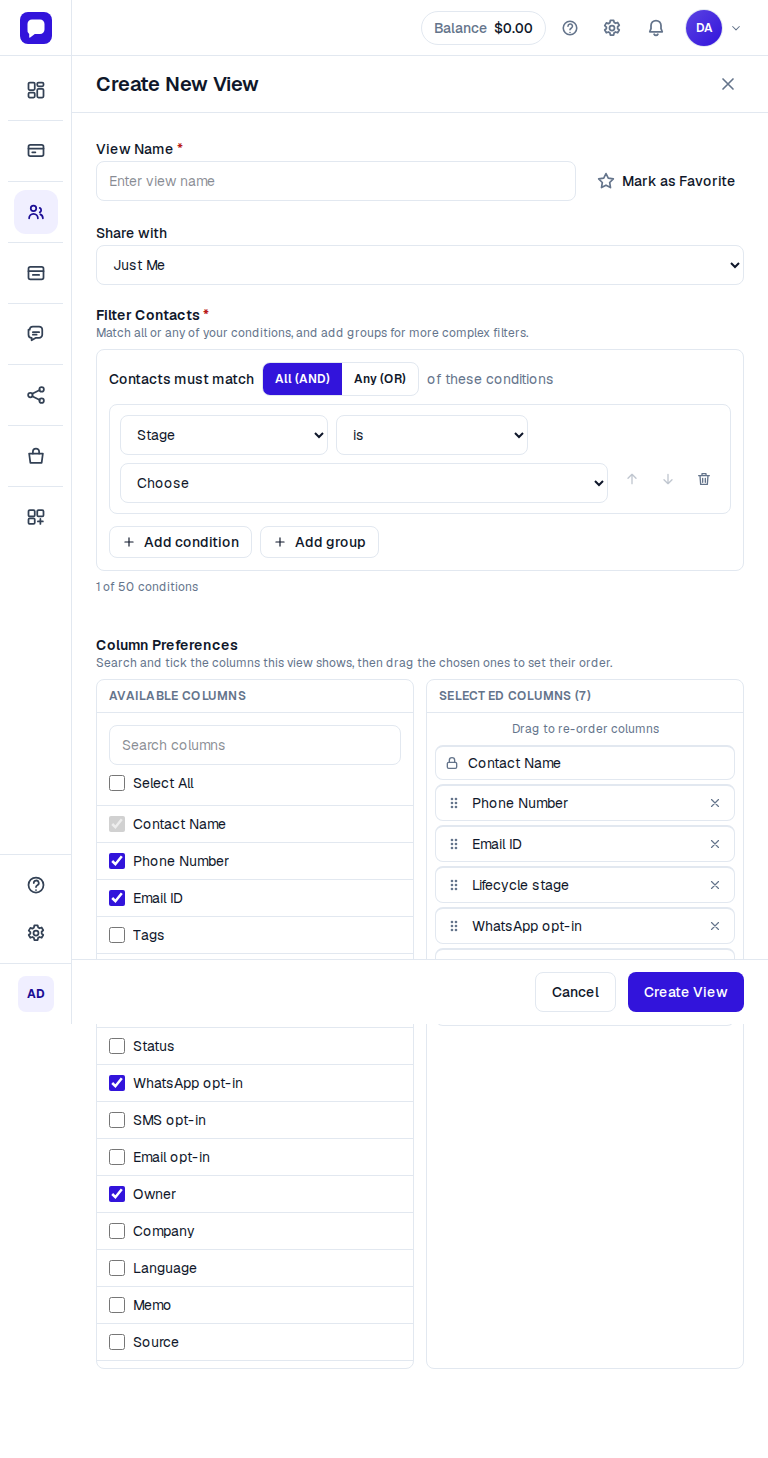 Balance $0.00
DA
Create New View
View Name *
Enter view name
Mark as Favorite
Share with
Just Me
Filter Contacts *
Match all or any of your conditions, and add groups for more complex filters.
Contacts must match All (AND) Any (OR) of these conditions
Stage is
Choose
Add condition Add group
1 of 50 conditions
Column Preferences
Search and tick the columns this view shows, then drag the chosen ones to set their order.
AVAILABLE COLUMNS
Search columns
Select All
Contact Name
Phone Number
Email ID
Tags
SELECTED COLUMNS (7)
Drag to re-order columns
Contact Name
Phone Number
Email ID
Lifecycle stage
WhatsApp opt-in
AD
Cancel Create View
Status
WhatsApp opt-in
SMS opt-in
Email opt-in
Owner
Company
Language
Memo
Source